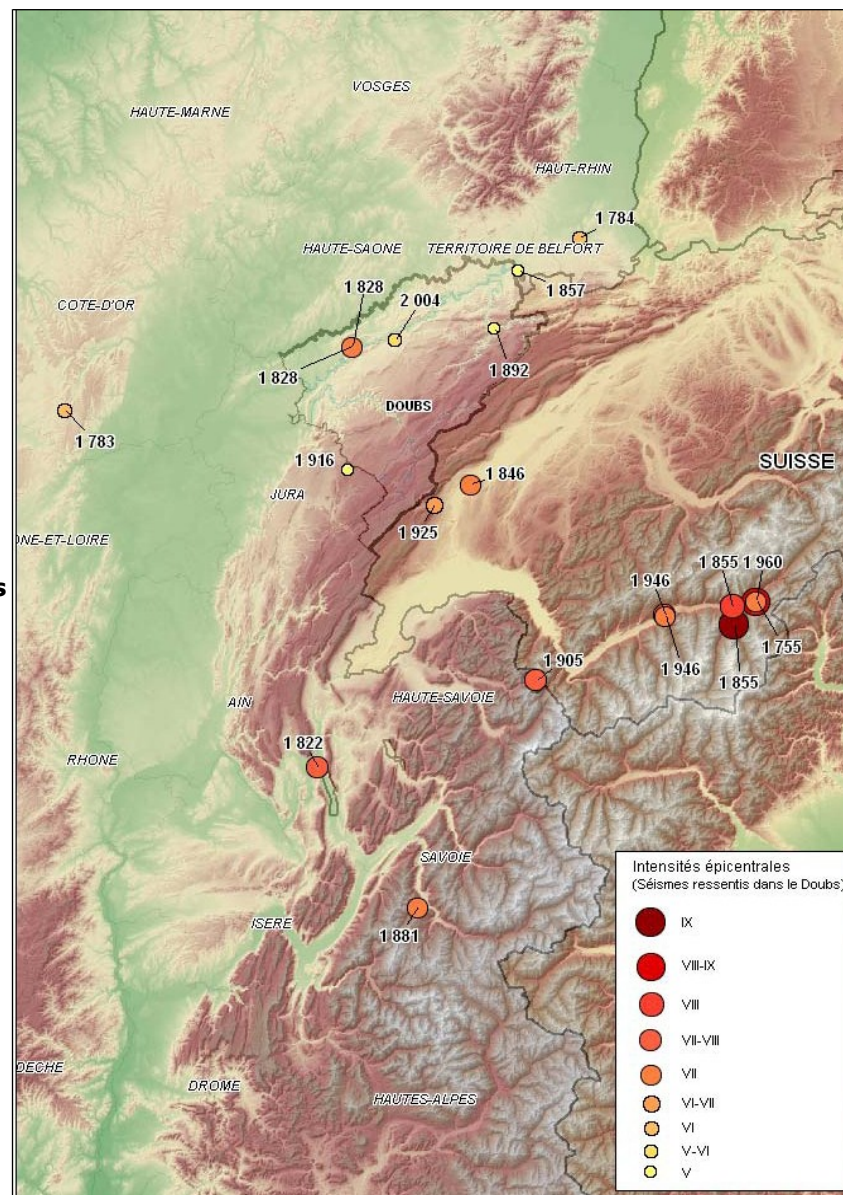 VOSGES
HAUTE-MARNE
HAUT-RHIN
1 784
HAUTE-SAONE
TERRITOIRE DE BELFORT
1 828
1 857
2 004
COTE-D'OR
1 828
1 892
DOUBS
1 783
1 916
SUISSE
1 846
JURA
1 925
ONE-ET-LOIRE
1 855
1 960
1 946
s
1 755
1 905
1 946
1 855
HAUTE-SAVOIE
AIN
1 822
RHONE
SAVOIE
ISERE
1 881
DECHE
DROME
HAUTES-ALPES
Intensités épicentrales
(Séismes ressentis dans le Doubs)
IX
VIII-IX
VIII
VII-VIII
VII
VI-VII
VI
V-VI
V